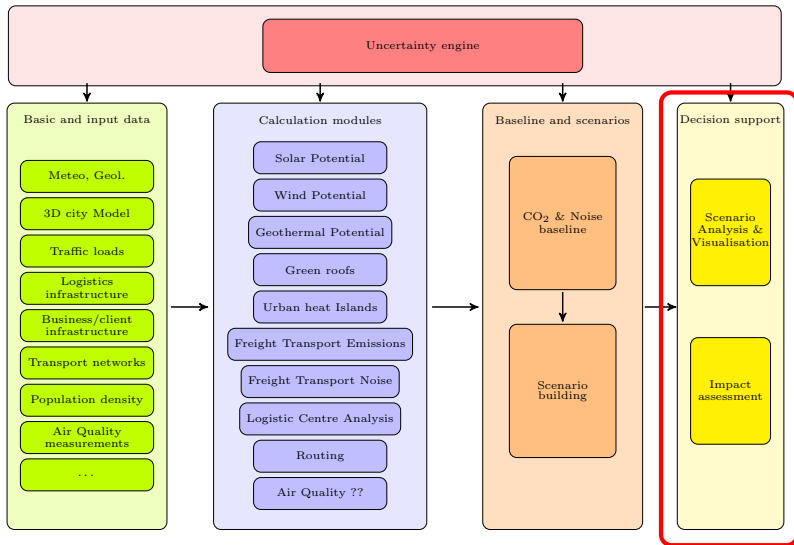 Uncertainty engine
Basic and input data
Meteo, Geol.
3D city Model
Traffic loads
Logistics
infrastructure
Business/client
infrastructure
Transport networks
Population density
Air Quality
measurements
...
Calculation modules
Solar Potential
Wind Potential
Geothermal Potential
Green roofs
Urban heat Islands
Freight Transport Emissions
Freight Transport Noise
Logistic Centre Analysis
Routing
Air Quality ??
Baseline and scenarios
CO₂ & Noise
baseline
Scenario
building
Decision support
Scenario
Analysis &
Visualisation
Impact
assessment